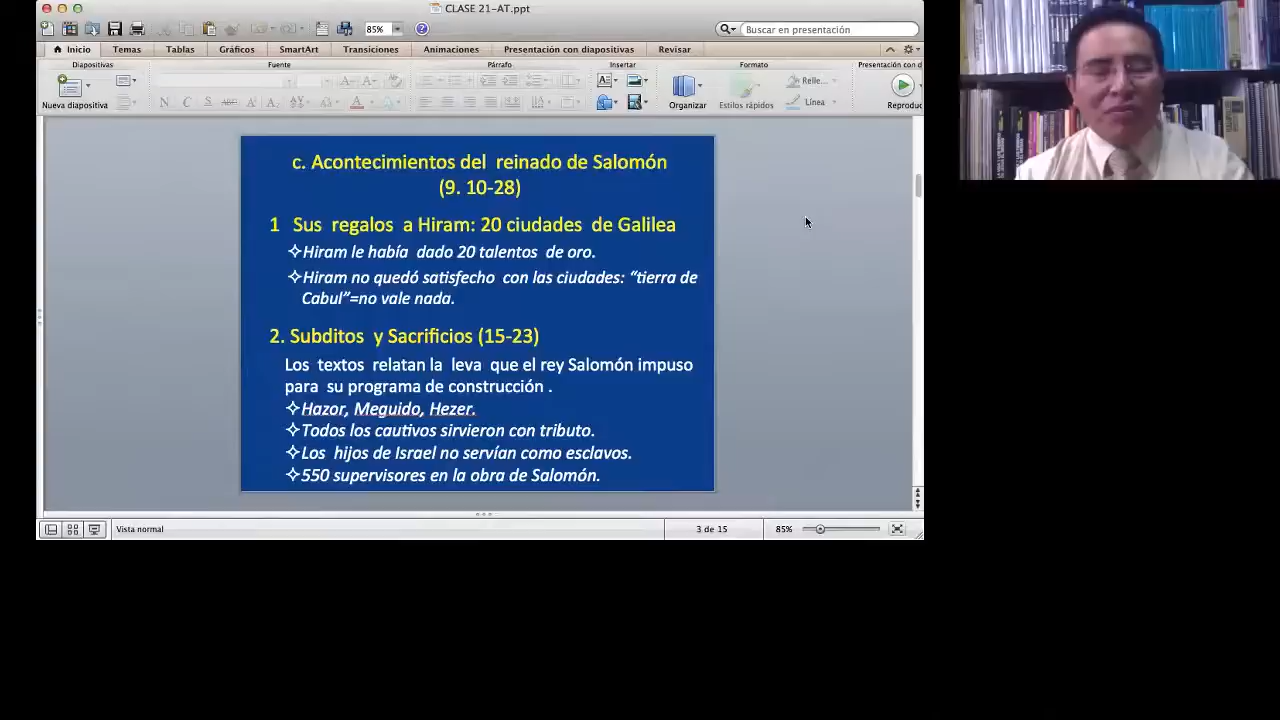 CLASE 21-AT.ppt
85%
Buscar en presentación
Inicio
Temas
Tablas
Gráficos
SmartArt
Transiciones
Animaciones
Presentación con diapositivas
Revisar
Diapositivas
Fuente
Párrafo
Insertar
Formato
Presentación con d
Nueva diapositiva
N C S
Organizar
Estilos rápidos
Relle...
Línea
Reproduc
c. Acontecimientos del reinado de Salomón
(9. 10-28)
1 Sus regalos a Hiram: 20 ciudades de Galilea
Hiram le había dado 20 talentos de oro.
Hiram no quedó satisfecho con las ciudades: “tierra de
Cabul”=no vale nada.
2. Subditos y Sacrificios (15-23)
Los textos relatan la leva que el rey Salomón impuso
para su programa de construcción .
Hazor, Meguido, Hezer.
Todos los cautivos sirvieron con tributo.
Los hijos de Israel no servían como esclavos.
550 supervisores en la obra de Salomón.
Vista normal
3 de 15
85%